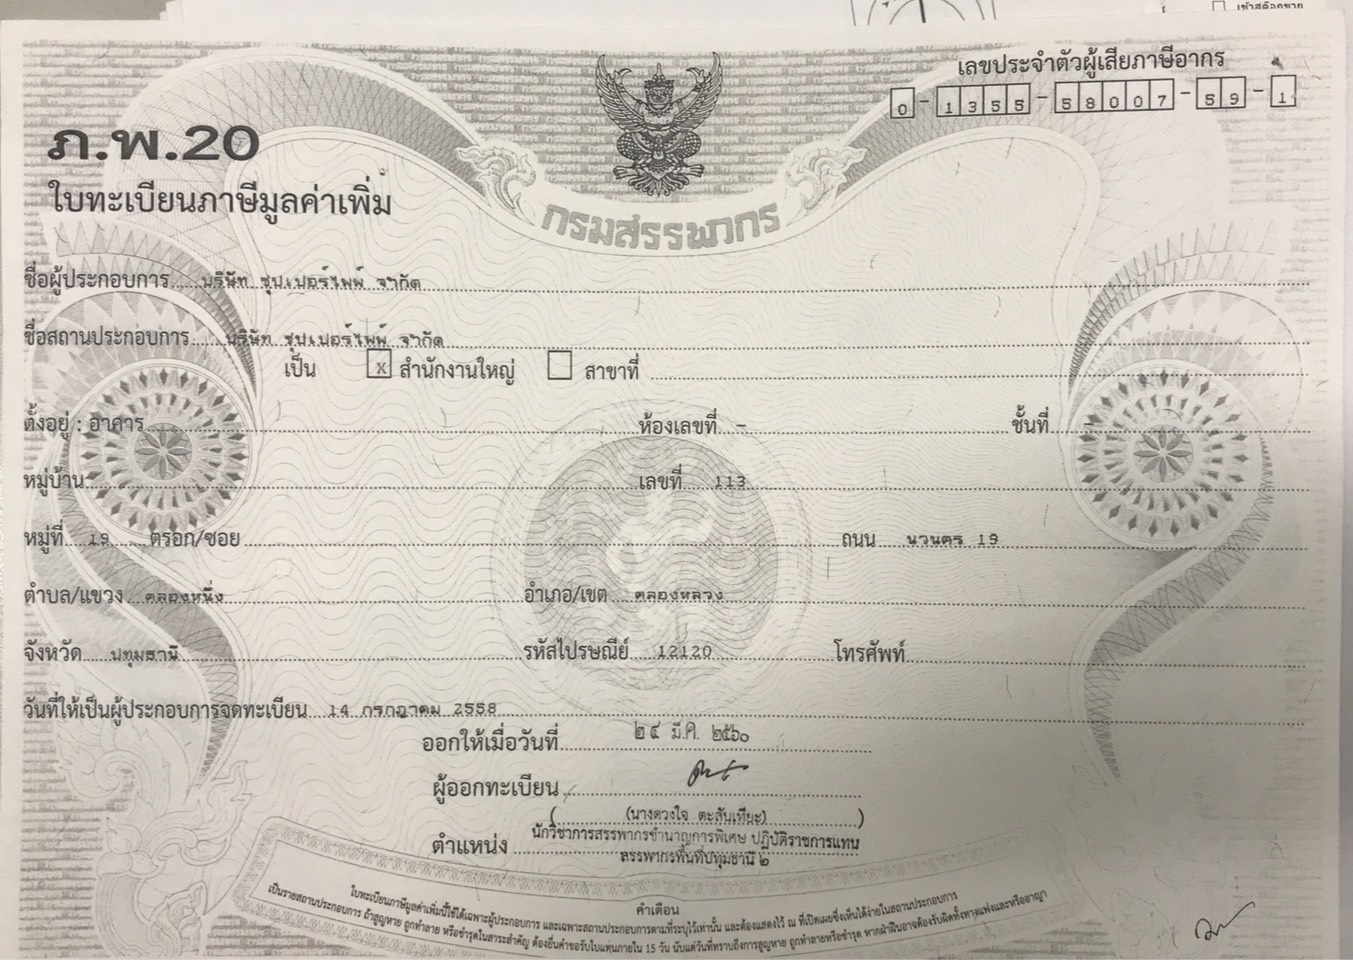 เข้าสต๊อกขาย
เลขประจำตัวผู้เสียภาษีอากร
0-1355-58007-59-1
ภ.พ.20
ใบทะเบียนภาษีมูลค่าเพิ่ม
กรมสรรพากร
ชื่อผู้ประกอบการ บริษัท ซุปเปอร์ไพพ์ จำกัด
ชื่อสถานประกอบการ บริษัท ซุปเปอร์ไพพ์ จำกัด
เป็น x สำนักงานใหญ่ สาขาที่
ตั้งอยู่ : อาคาร ห้องเลขที่ - ชั้นที่
หมู่บ้าน เลขที่ 113
หมู่ที่ 19 ตรอก/ซอย ถนน นวนคร 19
ตำบล/แขวง คลองหนึ่ง อำเภอ/เขต คลองหลวง
จังหวัด ปทุมธานี รหัสไปรษณีย์ 12120 โทรศัพท์
วันที่ให้เป็นผู้ประกอบการจดทะเบียน 14 กรกฎาคม 2558
ออกให้เมื่อวันที่ ๒๔ มี.ค. ๒๕๖๐
ผู้ออกทะเบียน
(นางดวงใจ ตะสันเทียะ)
ตำแหน่ง นักวิชาการสรรพากรชำนาญการพิเศษ ปฏิบัติราชการแทน
สรรพากรพื้นที่ปทุมธานี ๒
คำเตือน
ใบทะเบียนภาษีมูลค่าเพิ่มนี้ใช้ได้เฉพาะผู้ประกอบการ และเฉพาะสถานประกอบการตามที่ระบุไว้เท่านั้น และต้องแสดงไว้ ณ ที่เปิดเผยซึ่งเห็นได้ง่ายในสถานประกอบการ
เป็นรายสถานประกอบการ ถ้าสูญหาย ถูกทำลาย หรือชำรุดในสาระสำคัญ ต้องยื่นคำขอรับใบแทนภายใน 15 วัน นับแต่วันที่ทราบถึงการสูญหาย ถูกทำลายหรือชำรุด หากฝ่าฝืนอาจต้องรับผิดทั้งทางแพ่งและหรืออาญา